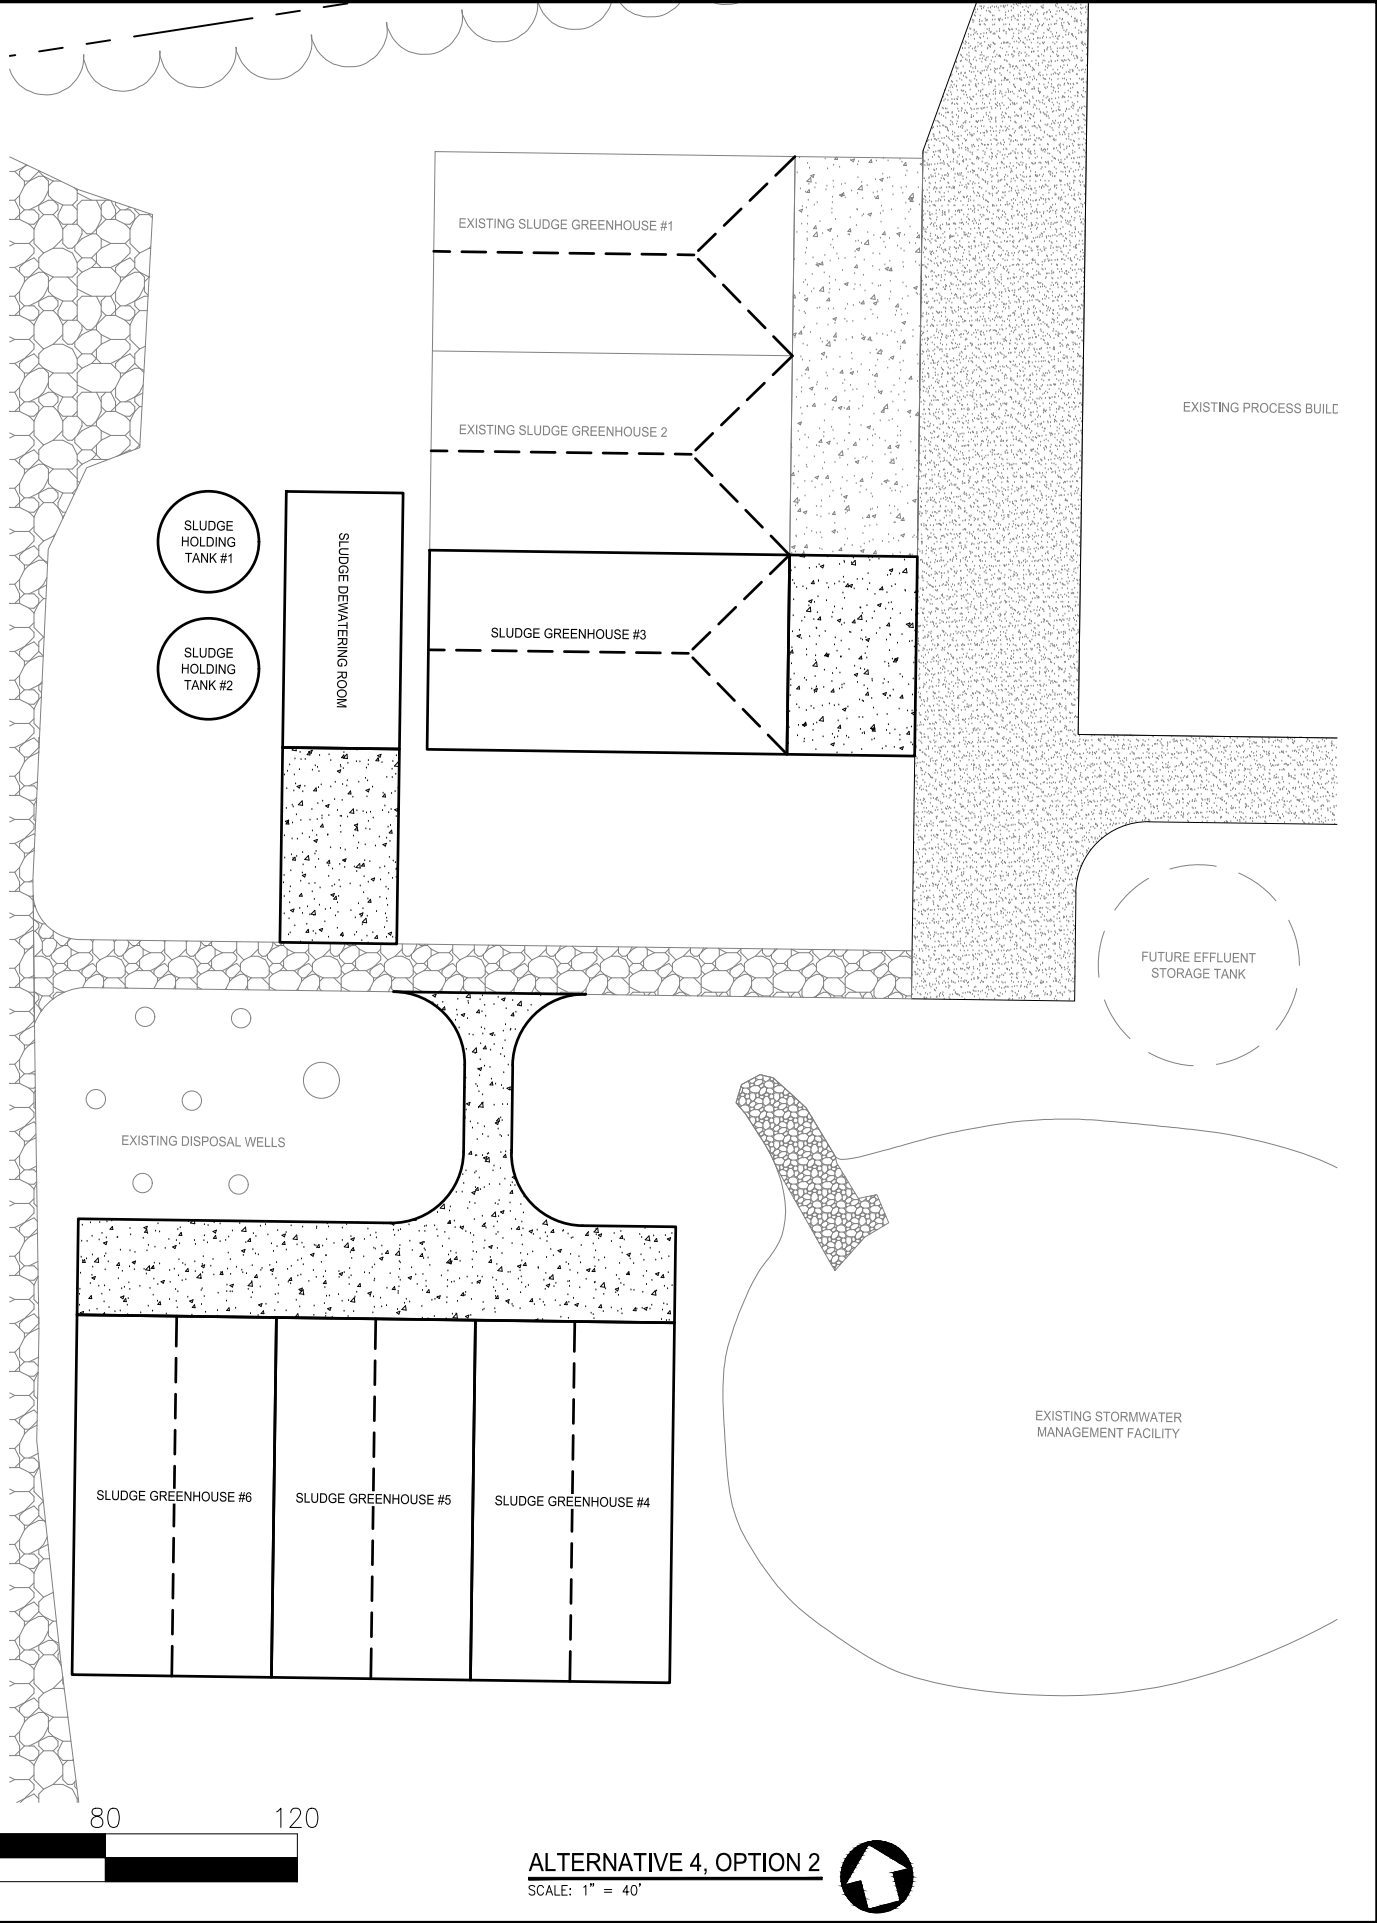 EXISTING SLUDGE GREENHOUSE #1
EXISTING PROCESS BUILD
EXISTING SLUDGE GREENHOUSE 2
SLUDGE
HOLDING
TANK #1
SLUDGE DEWATERING ROOM
SLUDGE GREENHOUSE #3
SLUDGE
HOLDING
TANK #2
FUTURE EFFLUENT
STORAGE TANK
EXISTING DISPOSAL WELLS
EXISTING STORMWATER
MANAGEMENT FACILITY
SLUDGE GREENHOUSE #6
SLUDGE GREENHOUSE #5
SLUDGE GREENHOUSE #4
80
120
ALTERNATIVE 4, OPTION 2
SCALE: 1" = 40'